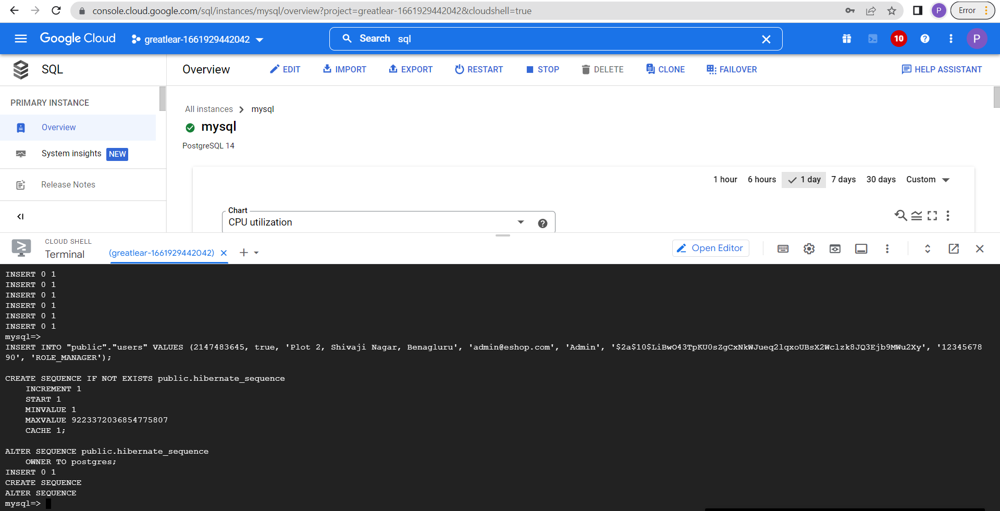 console.cloud.google.com/sql/instances/mysql/overview?project=greatlear-1661929442042&cloudshell=true
P
Error
Google Cloud
greatlear-1661929442042
Search sql
10
P
SQL
Overview
EDIT
IMPORT
EXPORT
RESTART
STOP
DELETE
CLONE
FAILOVER
HELP ASSISTANT
PRIMARY INSTANCE
Overview
System insights NEW
Release Notes
All instances > mysql
mysql
PostgreSQL 14
1 hour
6 hours
1 day
7 days
30 days
Custom
Chart
CPU utilization
CLOUD SHELL
Terminal
(greatlear-1661929442042)
Open Editor
INSERT 0 1
INSERT 0 1
INSERT 0 1
INSERT 0 1
INSERT 0 1
INSERT 0 1
mysql=>
INSERT INTO "public"."users" VALUES (2147483645, true, 'Plot 2, Shivaji Nagar, Benagluru', 'admin@eshop.com', 'Admin', '$2a$10$LiBwO43TpKU0sZgCxNkWJueq2lqxoUBsX2Wclzk8JQ3Ejb9MWu2Xy', '12345678
90', 'ROLE_MANAGER');
CREATE SEQUENCE IF NOT EXISTS public.hibernate_sequence
INCREMENT 1
START 1
MINVALUE 1
MAXVALUE 9223372036854775807
CACHE 1;
ALTER SEQUENCE public.hibernate_sequence
OWNER TO postgres;
INSERT 0 1
CREATE SEQUENCE
ALTER SEQUENCE
mysql=>